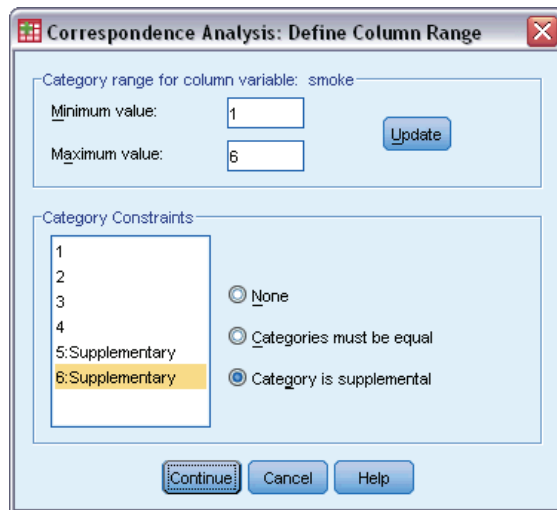 Correspondence Analysis: Define Column Range
Category range for column variable: smoke
Minimum value:
1
Maximum value:
6
Update
Category Constraints
1
2
3
4
5:Supplementary
6:Supplementary
None
Categories must be equal
Category is supplemental
Continue
Cancel
Help